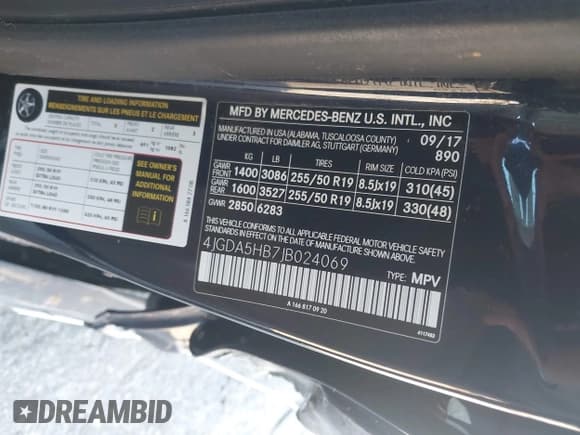 TIRE AND LOADING INFORMATION
RENSEIGNEMENTS SUR LES PNEUS ET LE CHARGEMENT
SEE OWNER'S
MANUAL FOR
ADDITIONAL
INFORMATION
MFD BY MERCEDES-BENZ U.S. INTL., INC
MANUFACTURED IN USA (ALABAMA, TUSCALOOSA COUNTY) 09/17
UNDER CONTRACT FOR DAIMLER AG, STUTTGART (GERMANY) 890
KG LB TIRES RIM SIZE COLD KPA (PSI)
GAWR FRONT 1400 3086 255/50 R19 8.5Jx19 310(45)
GAWR REAR 1600 3527 255/50 R19 8.5Jx19 330(48)
GVWR 2850 6283
THIS VEHICLE CONFORMS TO ALL APPLICABLE FEDERAL MOTOR VEHICLE
SAFETY STANDARDS IN EFFECT ON THE DATE OF MANUFACTURE SHOWN ABOVE.
4JGDA5HB7JB024069 TYPE: MPV
A 166 817 09 20
DREAMBID